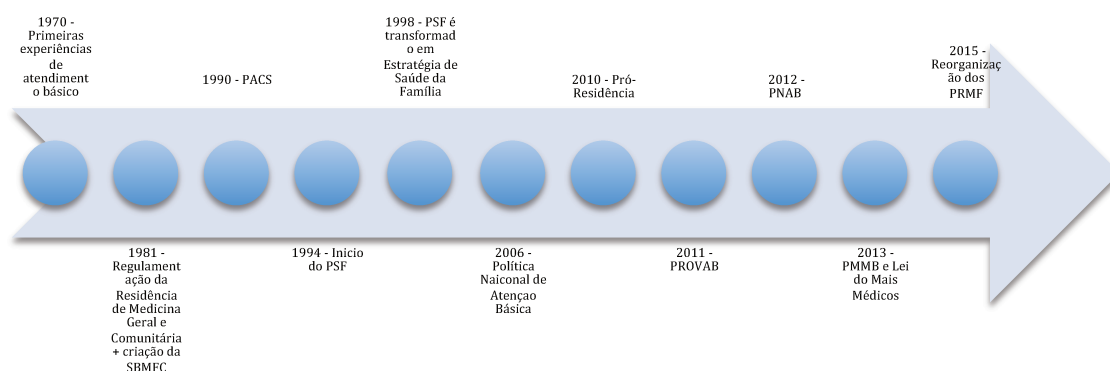 1970 -
Primeiras
experiências
de
atendiment
o básico
1981 -
Regulament
ação da
Residência
de Medicina
Geral e
Comunitária
+ criação da
SBMFC
1990 - PACS
1994 - Inicio
do PSF
1998 - PSF é
transformad
o em
Estratégia de
Saúde da
Família
2006 -
Política
Naiconal de
Atençao
Básica
2010 - Pró-
Residência
2011 -
PROVAB
2012 -
PNAB
2013 -
PMMB e Lei
do Mais
Médicos
2015 -
Reorganizaç
ão dos
PRMF